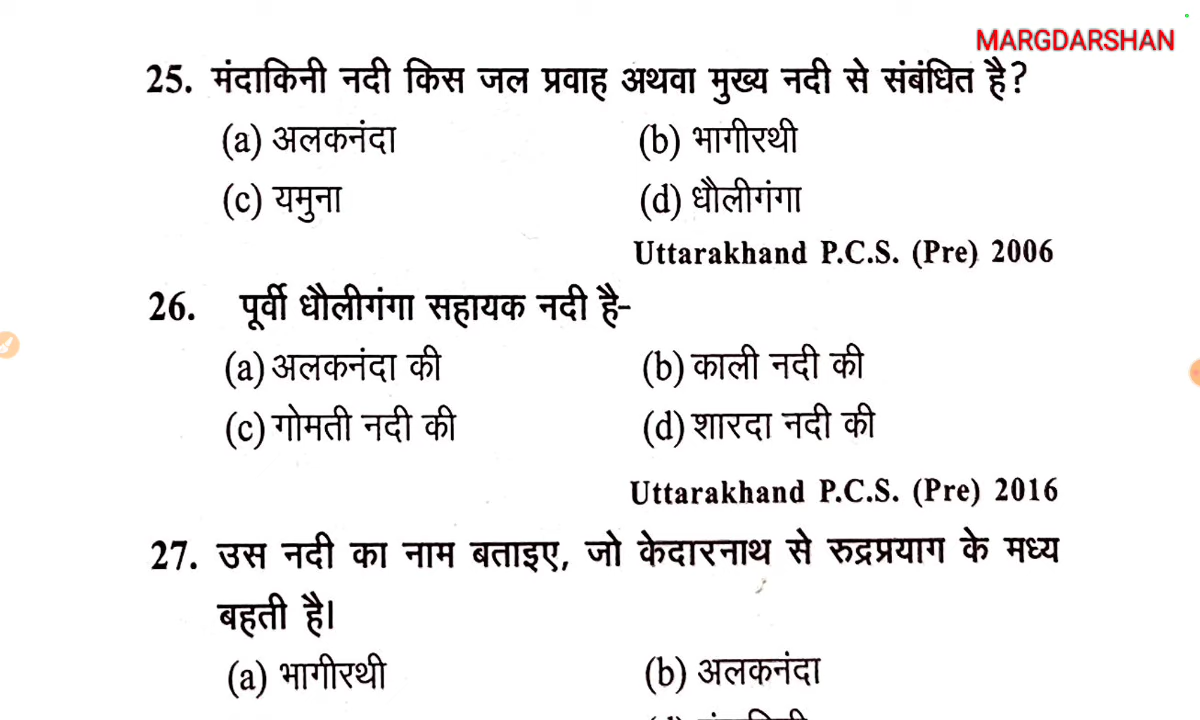 MARGDARSHAN
25. मंदाकिनी नदी किस जल प्रवाह अथवा मुख्य नदी से संबंधित है?
(a) अलकनंदा (b) भागीरथी
(c) यमुना (d) धौलीगंगा
Uttarakhand P.C.S. (Pre) 2006
26. पूर्वी धौलीगंगा सहायक नदी है-
(a) अलकनंदा की (b) काली नदी की
(c) गोमती नदी की (d) शारदा नदी की
Uttarakhand P.C.S. (Pre) 2016
27. उस नदी का नाम बताइए, जो केदारनाथ से रुद्रप्रयाग के मध्य
बहती है।
(a) भागीरथी (b) अलकनंदा